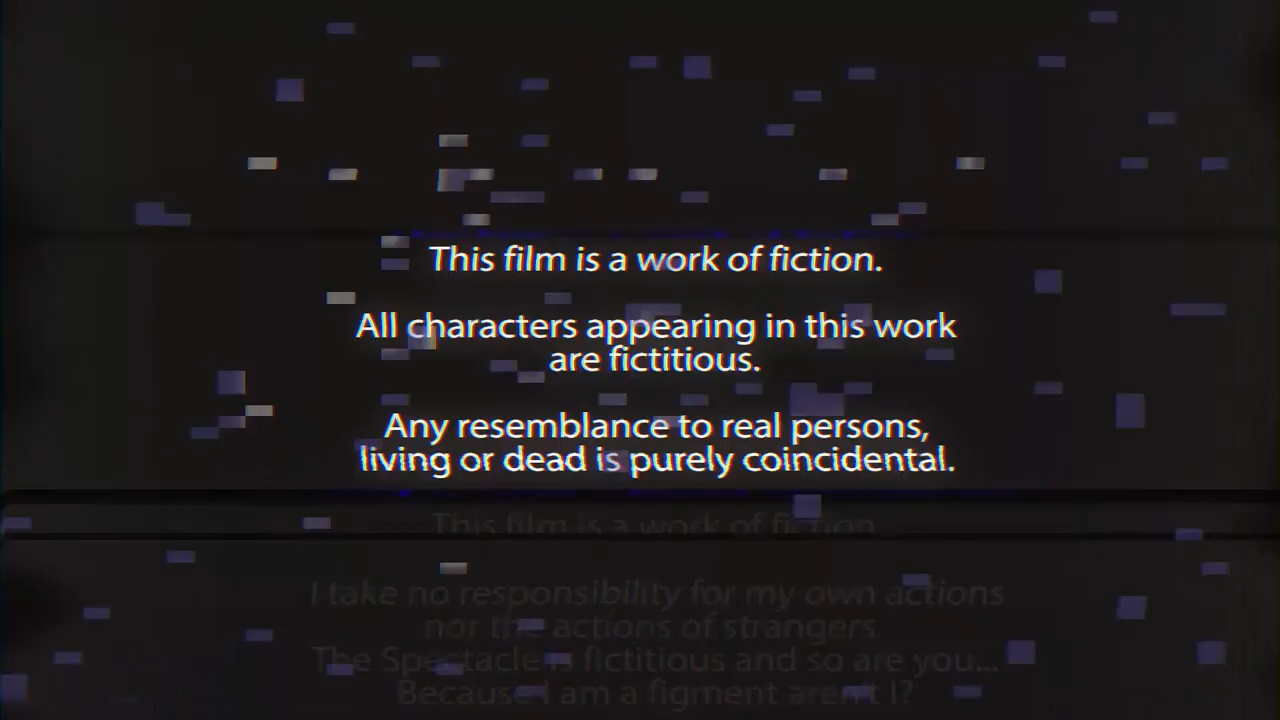 This film is a work of fiction.
All characters appearing in this work
are fictitious.
Any resemblance to real persons,
living or dead is purely coincidental.
This film is a work of fiction
I take no responsibility for my own actions
nor the actions of strangers.
The Spectacle is fictitious and so are you...
Because I am a figment aren't I?